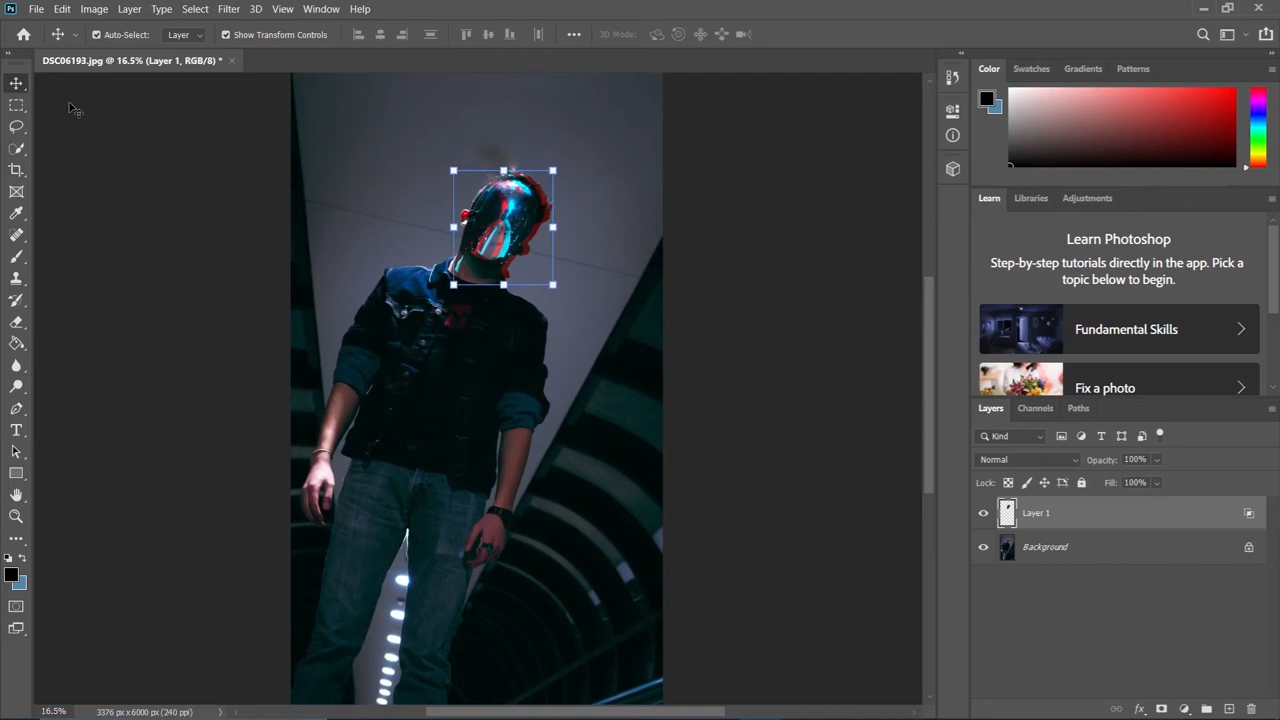 Ps File Edit Image Layer Type Select Filter 3D View Window Help
Auto-Select: Layer Show Transform Controls 3D Mode:
DSC06193.jpg @ 16.5% (Layer 1, RGB/8) *
Color Swatches Gradients Patterns
Learn Libraries Adjustments
Learn Photoshop
Step-by-step tutorials directly in the app. Pick a
topic below to begin.
Fundamental Skills
Fix a photo
Layers Channels Paths
Kind
Normal Opacity: 100%
Lock: Fill: 100%
Layer 1
Background
16.5% 3376 px x 6000 px (240 ppi)